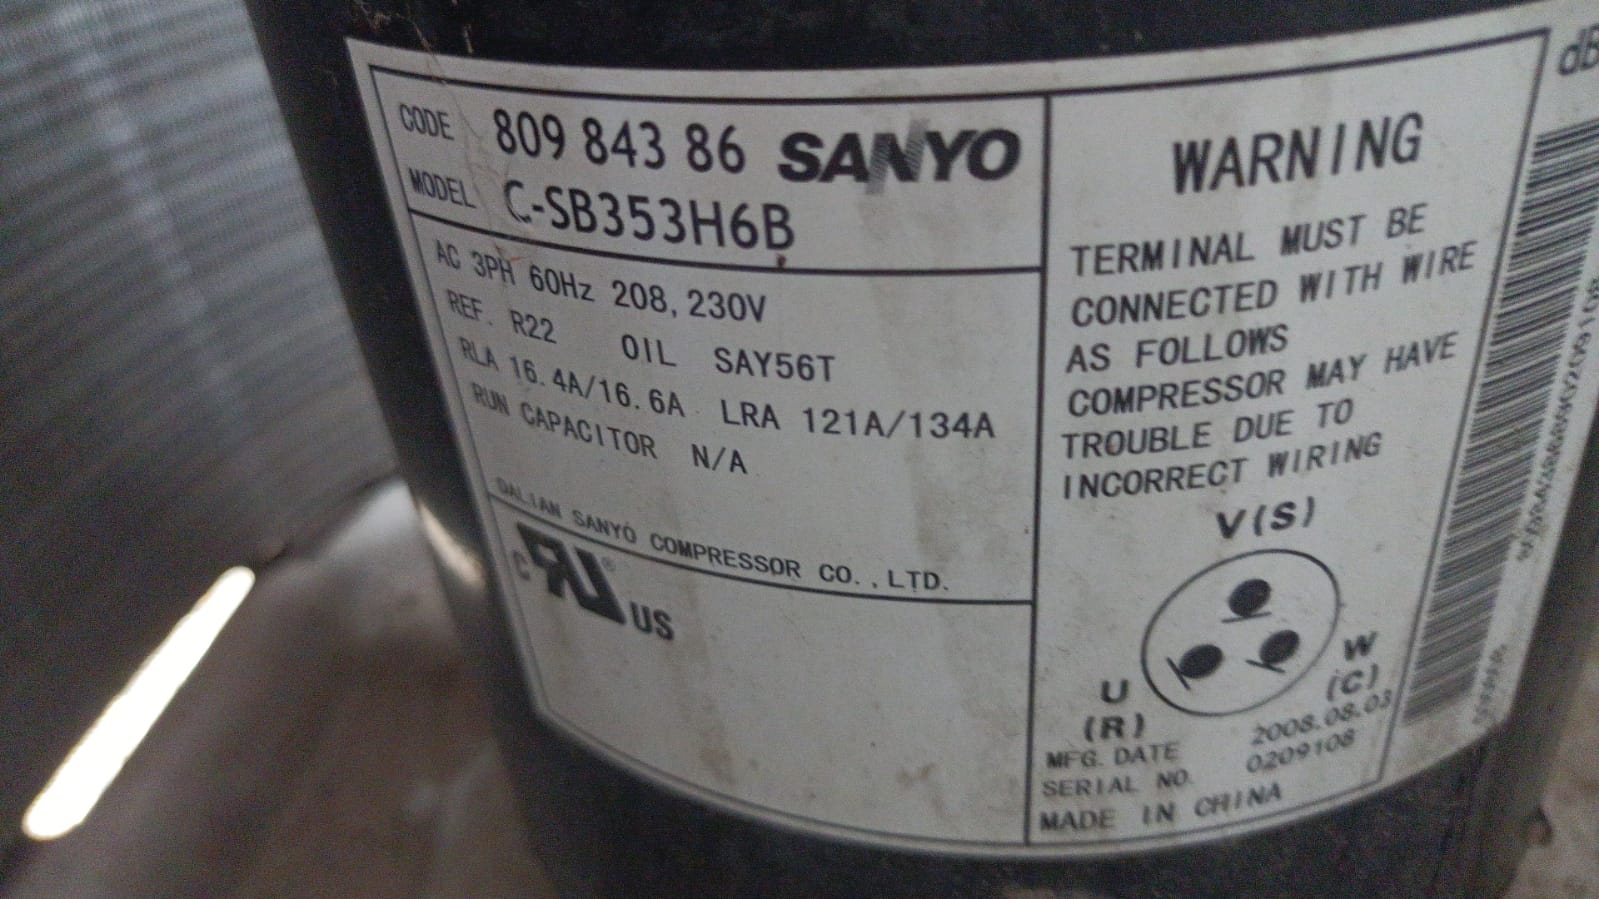 CODE 809 843 86 SANYO
MODEL C-SB353H6B
AC 3PH 60Hz 208, 230V
REF. R22 OIL SAY56T
RLA 16.4A/16.6A LRA 121A/134A
RUN CAPACITOR N/A
DALIAN SANYO COMPRESSOR CO.,LTD.
c RU ® US
WARNING
TERMINAL MUST BE
CONNECTED WITH WIRE
AS FOLLOWS
COMPRESSOR MAY HAVE
TROUBLE DUE TO
INCORRECT WIRING
V(S)
U
(R)
W
(C)
MFG. DATE 2008.08.03
SERIAL NO. 0209108
MADE IN CHINA